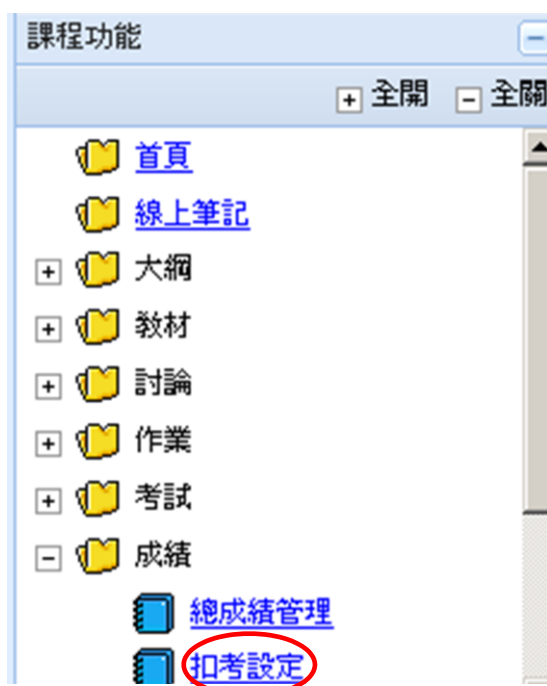 課程功能
全開 全關
首頁
線上筆記
大綱
教材
討論
作業
考試
成績
總成績管理
扣考設定